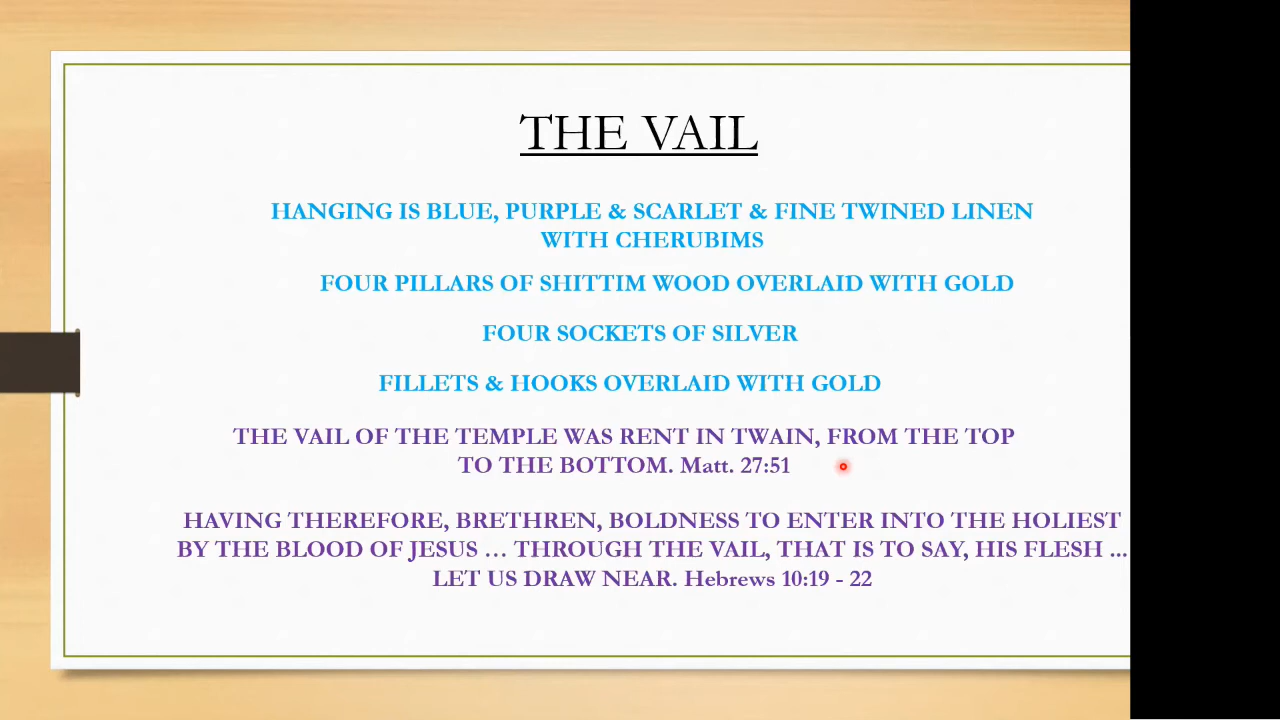 THE VAIL
HANGING IS BLUE, PURPLE & SCARLET & FINE TWINED LINEN
WITH CHERUBIMS
FOUR PILLARS OF SHITTIM WOOD OVERLAID WITH GOLD
FOUR SOCKETS OF SILVER
FILLETS & HOOKS OVERLAID WITH GOLD
THE VAIL OF THE TEMPLE WAS RENT IN TWAIN, FROM THE TOP
TO THE BOTTOM. Matt. 27:51
HAVING THEREFORE, BRETHREN, BOLDNESS TO ENTER INTO THE HOLIEST
BY THE BLOOD OF JESUS … THROUGH THE VAIL, THAT IS TO SAY, HIS FLESH ...
LET US DRAW NEAR. Hebrews 10:19 - 22